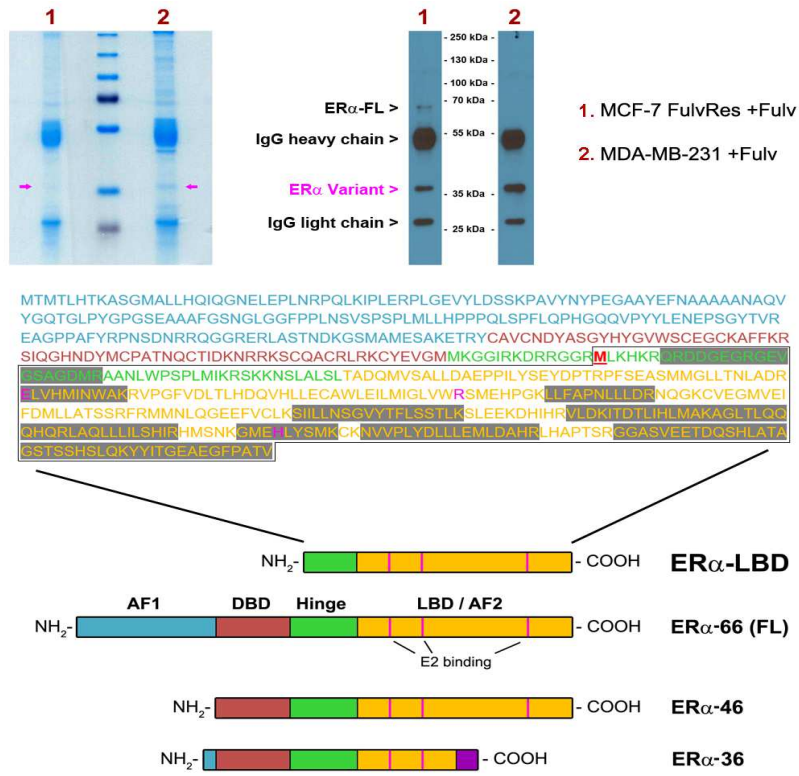 1 2 1 2
- 250 kDa -
- 130 kDa -
- 100 kDa -
- 70 kDa -
ERα-FL >
1. MCF-7 FulvRes +Fulv
IgG heavy chain >
- 55 kDa -
2. MDA-MB-231 +Fulv
ERα Variant >
- 35 kDa -
IgG light chain >
- 25 kDa -
MTMTLHTKASGMALLHQIQGNELEPLNRPQLKIPLERPLGEVYLDSSKPAVYNYPEGAAYEFNAAAAANAQV
YGQTGLPYGPGSEAAAFGSNGLGGFPPLNSVSPSPLMLLHPPPQLSPFLQPHGQQVPYYLENEPSGYTVR
EAGPPAFYRPNSDNRRQGGRERLASTNDKGSMAMESAKETRYCAVCNDYASGYHYGVWSCEGCKAFFKR
SIQGHNDYMCPATNQCTIDKNRRKSCQACRLRKCYEVGMMKGGIRKDRRGGRMLKHKRQRDDGEGRGEV
GSAGDMRAANLWPSPLMIKRSKKNSLALSLTADQMVSALLDAEPPILYSEYDPTRPFSEASMMGLLTNLADR
ELVHMINWAKRVPGFVDLTLHDQVHLLECAWLEILMIGLVWRSMEHPGKLLFAPNLLLDRNQGKCVEGMVEI
FDMLLATSSRFRMMNLQGEEFVCLKSIILLNSGVYTFLSSTLKSLEEKDHIHRVLDKITDTLIHLMAKAGLTLQQ
QHQRLAQLLLILSHIRHMSNKGMEHLYSMKCKNVVPLYDLLLEMLDAHRLHAPTSRGGASVEETDQSHLATA
GSTSSHSLQKYYITGEAEGFPATV
NH2- - COOH ERα-LBD
AF1 DBD Hinge LBD / AF2
NH2- - COOH ERα-66 (FL)
E2 binding
NH2- - COOH ERα-46
NH2- - COOH ERα-36